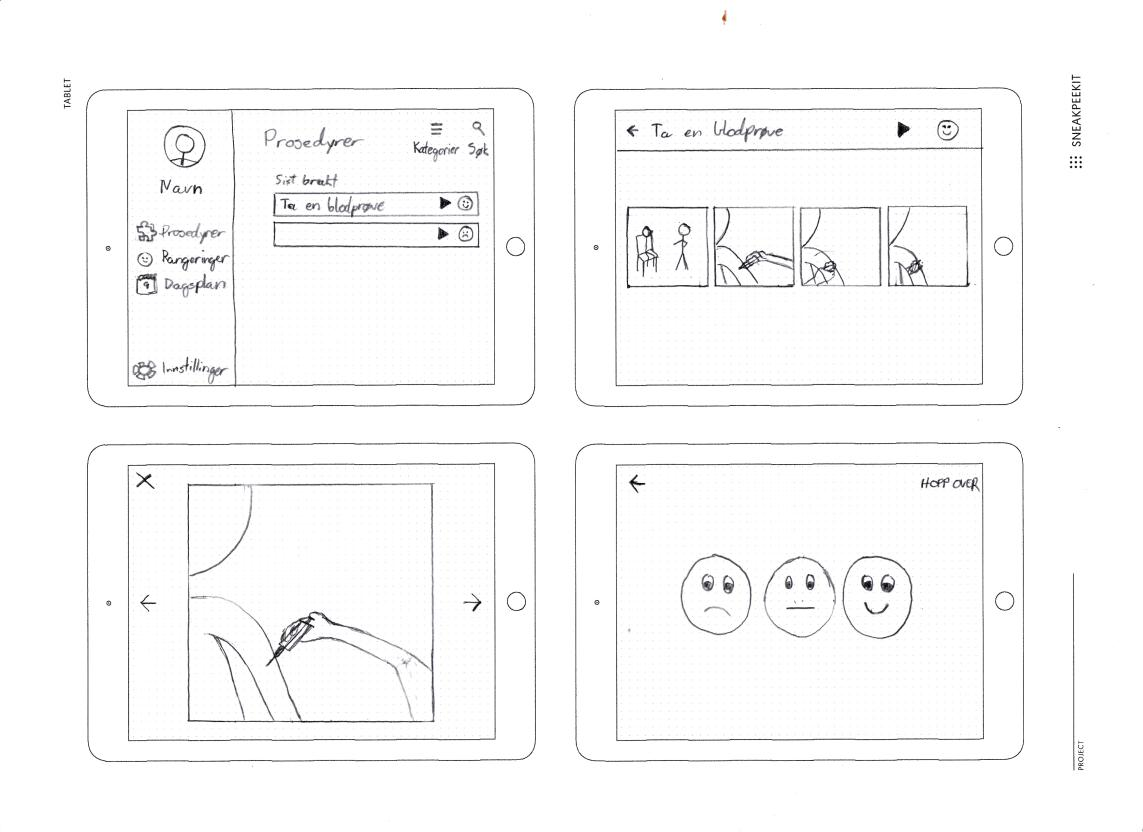 TABLET
SNEAKPEEKIT
PROJECT
Navn
Prosedyrer
Rangeringer
Dagsplan
9
Innstillinger
Prosedyrer
Kategorier
Søk
Sist brukt
Ta en blodprøve
Ta en blodprøve
HOPP OVER